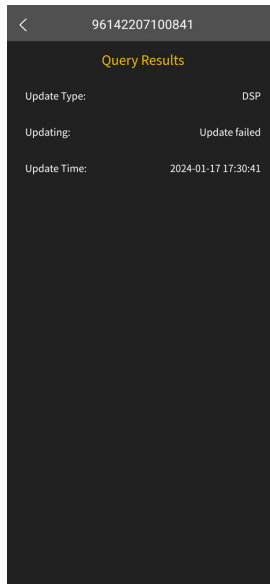 96142207100841
Query Results
Update Type: DSP
Updating: Update failed
Update Time: 2024-01-17 17:30:41